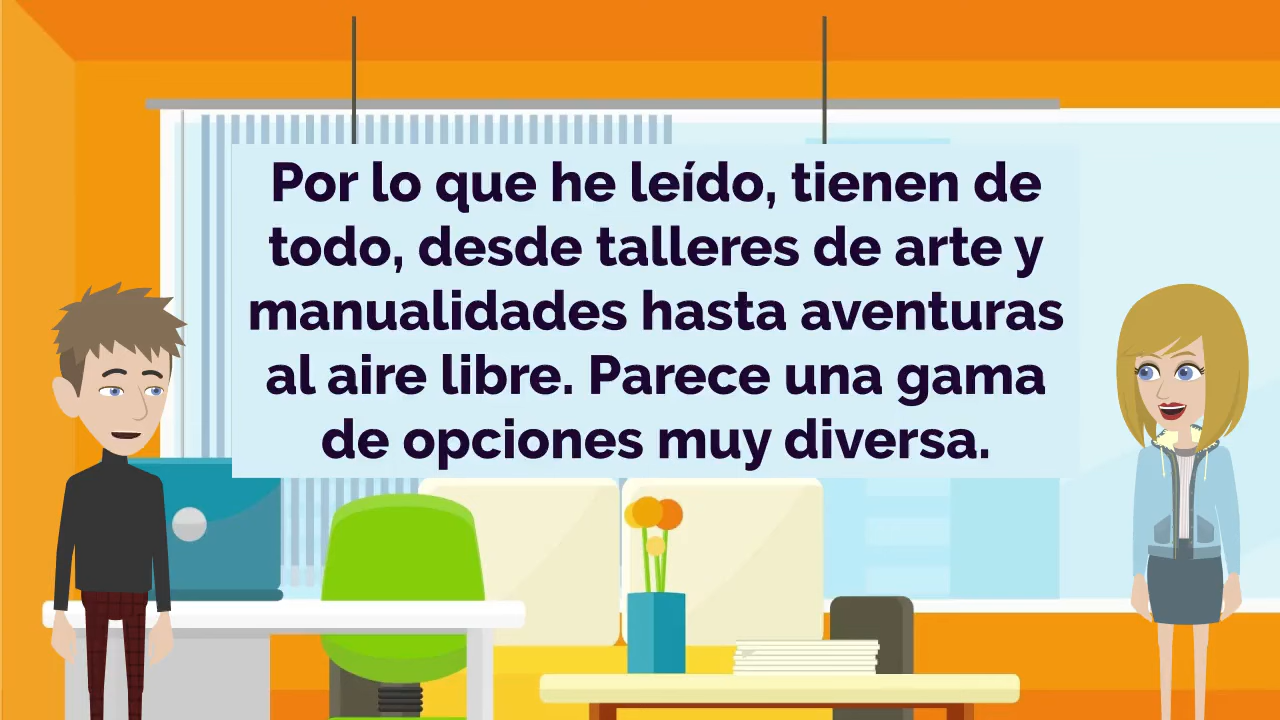 Por lo que he leído, tienen de
todo, desde talleres de arte y
manualidades hasta aventuras
al aire libre. Parece una gama
de opciones muy diversa.